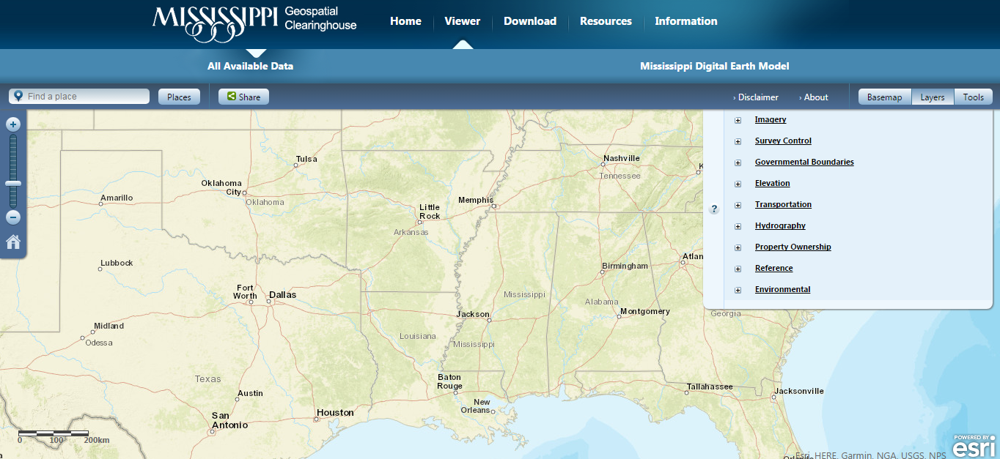 MISSISSIPPI
Geospatial
Clearinghouse
Home
Viewer
Download
Resources
Information
All Available Data
Mississippi Digital Earth Model
Find a place
Places
Share
› Disclaimer
› About
Basemap
Layers
Tools
Imagery
Survey Control
Governmental Boundaries
Elevation
Transportation
Hydrography
Property Ownership
Reference
Environmental
?
Tulsa
Nashville
Tennessee
K
Oklahoma
City
Oklahoma
Amarillo
Memphis
Little
Rock
Arkansas
Lubbock
Birmingham
Atlan
Fort
Worth
Dallas
Mississippi
Alabama
Montgomery
Georgia
Jackson
Midland
Odessa
Louisiana
Mississippi
Texas
Baton
Rouge
Tallahassee
Jacksonville
Austin
New
Orleans
Houston
San
Antonio
0 100 200km
a
Orlando
Esri, HERE, Garmin, NGA, USGS, NPS
POWERED BY
esri